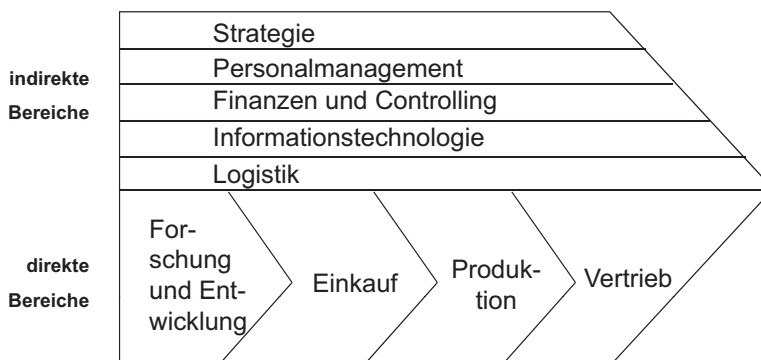 Strategie
Personalmanagement
indirekte
Bereiche
Finanzen und Controlling
Informationstechnologie
Logistik
direkte
Bereiche
For-
schung
und Ent-
wicklung
Einkauf
Produk-
tion
Vertrieb